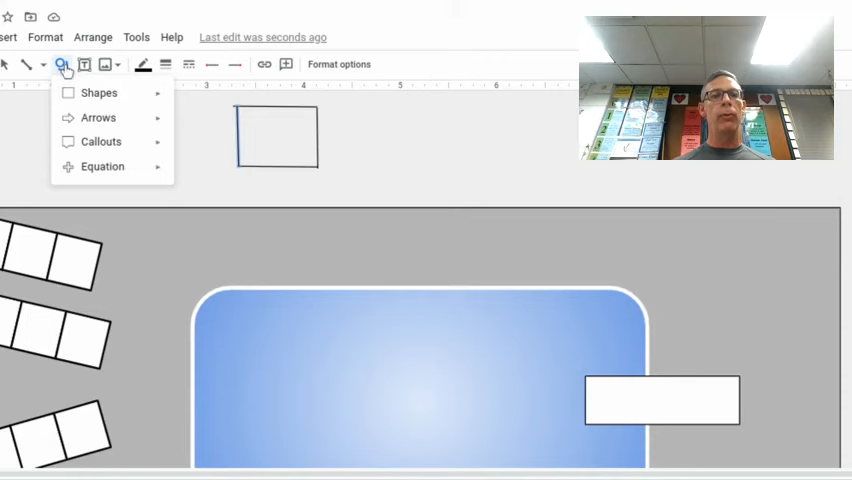 sert Format Arrange Tools Help Last edit was seconds ago
Format options
1 3 4 5 6
Shapes
Arrows
Callouts
Equation